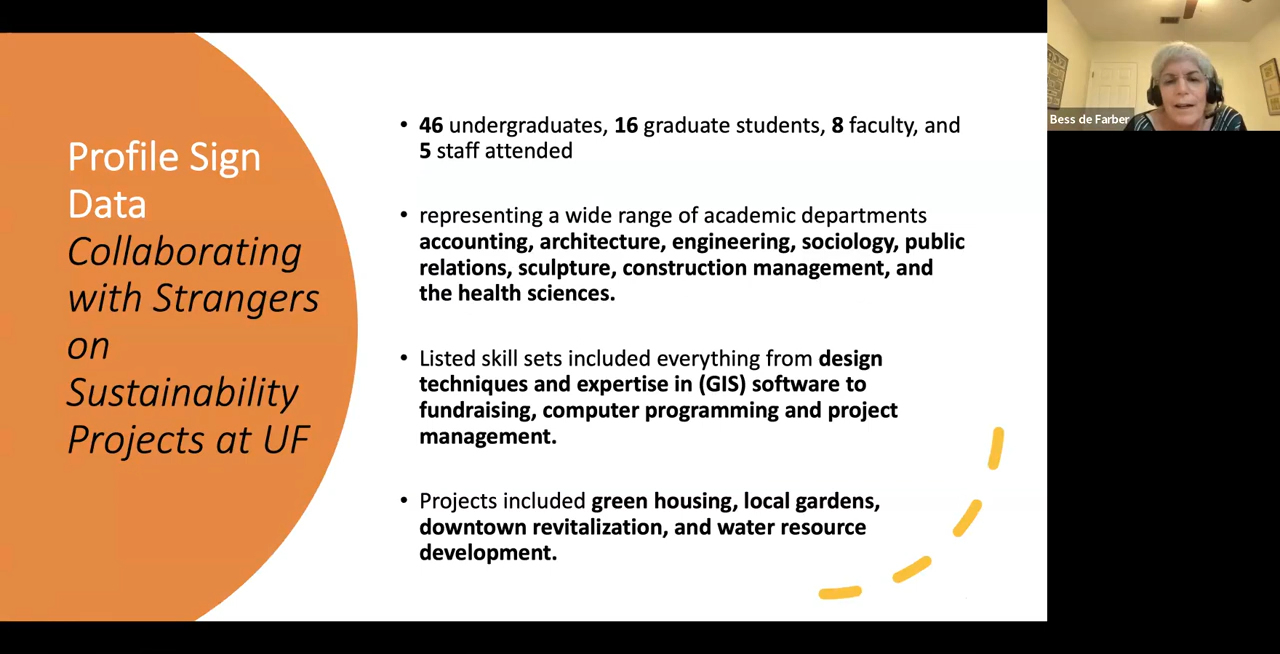 Profile Sign
Data
Collaborating
with Strangers
on
Sustainability
Projects at UF
• 46 undergraduates, 16 graduate students, 8 faculty, and
5 staff attended
• representing a wide range of academic departments
accounting, architecture, engineering, sociology, public
relations, sculpture, construction management, and
the health sciences.
• Listed skill sets included everything from design
techniques and expertise in (GIS) software to
fundraising, computer programming and project
management.
• Projects included green housing, local gardens,
downtown revitalization, and water resource
development.
Bess de Farber